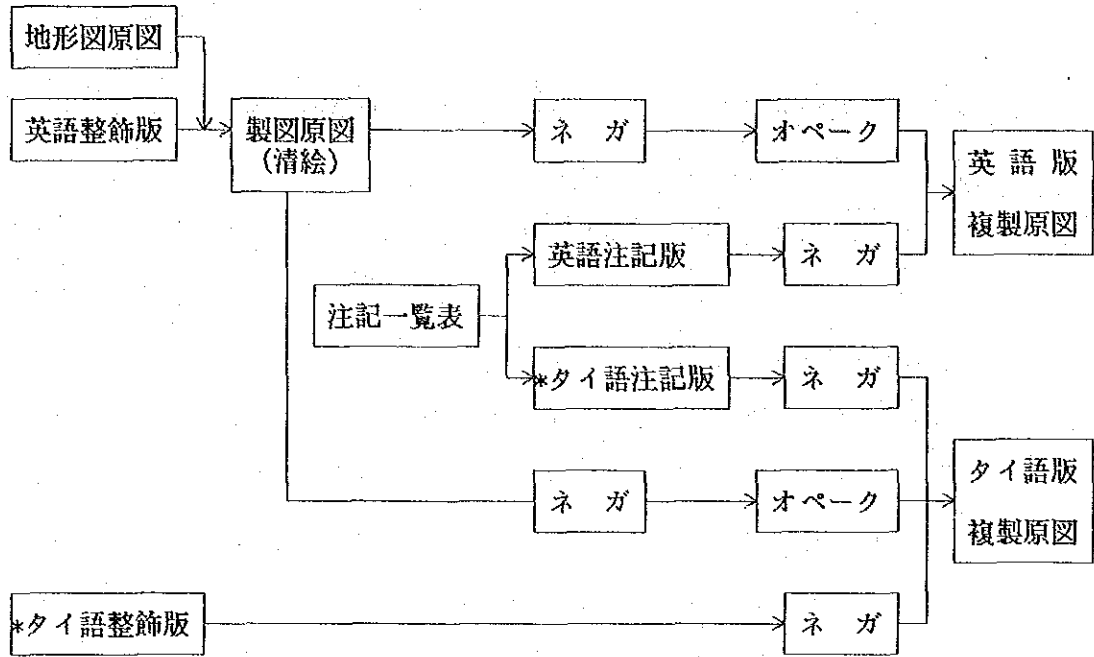 地形図原図
英語整飾版
製図原図
(清絵)
ネガ
オペーク
英語版
複製原図
英語注記版
ネガ
注記一覧表
*タイ語注記版
ネガ
ネガ
オペーク
タイ語版
複製原図
*タイ語整飾版
ネガ